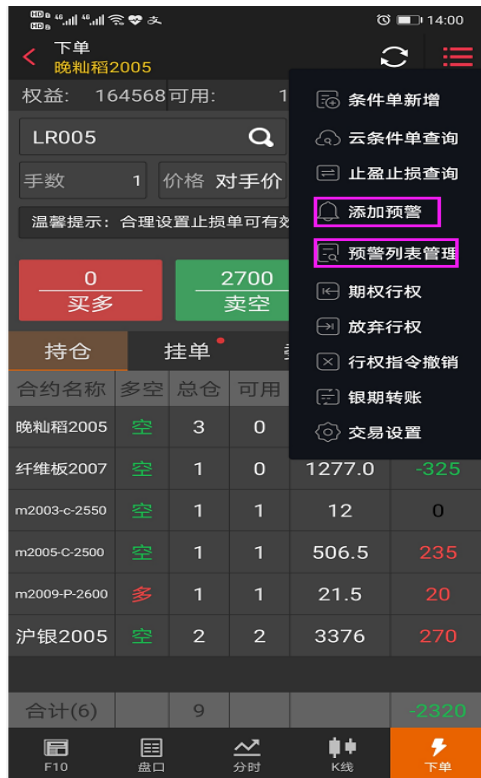 HD 46 46 14:00
HD
下单
晚籼稻2005
权益: 164568 可用: 1
LR005
手数 1 价格 对手价
温馨提示：合理设置止损单可有效
0 买多
2700 卖空
条件单新增
云条件单查询
止盈止损查询
添加预警
预警列表管理
期权行权
放弃行权
行权指令撤销
银期转账
交易设置
持仓 挂单
合约名称 多空 总仓 可用
晚籼稻2005 空 3 0
纤维板2007 空 1 0 1277.0 -325
m2003-c-2550 空 1 1 12 0
m2005-C-2500 空 1 1 506.5 235
m2009-P-2600 多 1 1 21.5 20
沪银2005 空 2 2 3376 270
合计(6) 9 -2320
F10 盘口 分时 K线 下单